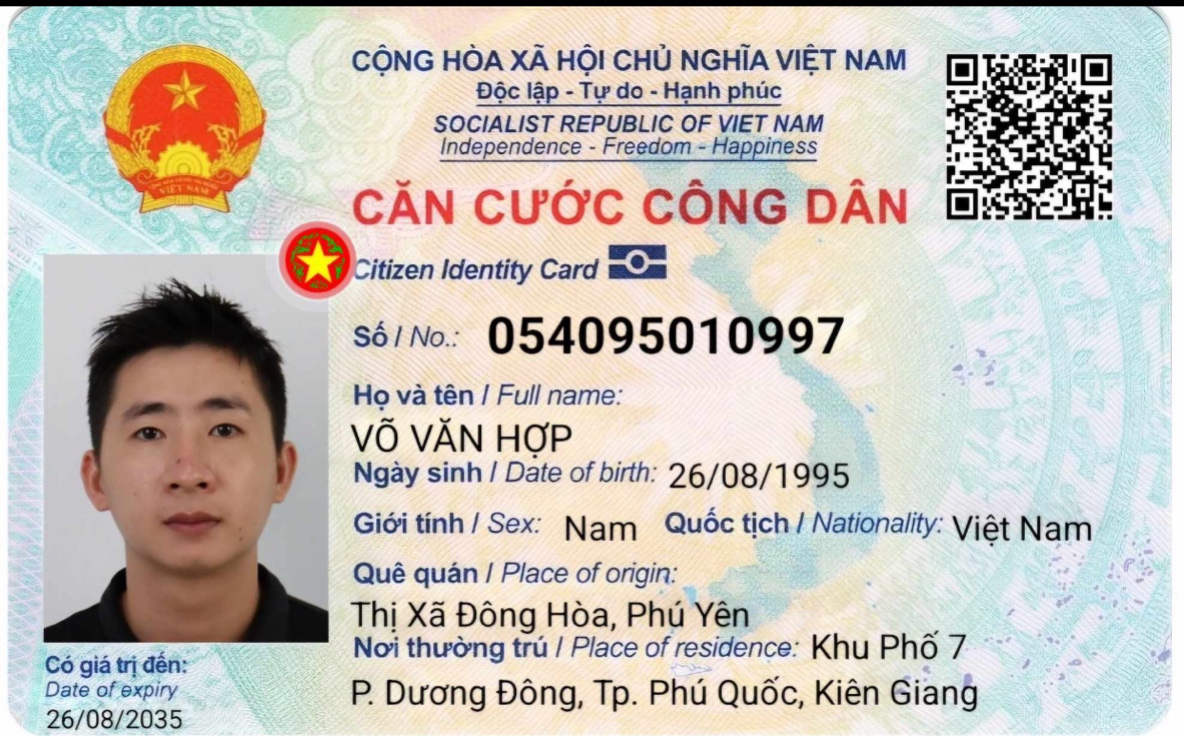 CỘNG HÒA XÃ HỘI CHỦ NGHĨA VIỆT NAM
Độc lập - Tự do - Hạnh phúc
SOCIALIST REPUBLIC OF VIET NAM
Independence - Freedom - Happiness
CĂN CƯỚC CÔNG DÂN
Citizen Identity Card
VIỆT NAM
Số / No.: 054095010997
Họ và tên / Full name:
VÕ VĂN HỢP
Ngày sinh / Date of birth: 26/08/1995
Giới tính / Sex: Nam Quốc tịch / Nationality: Việt Nam
Quê quán / Place of origin:
Thị Xã Đông Hòa, Phú Yên
Nơi thường trú / Place of residence: Khu Phố 7
P. Dương Đông, Tp. Phú Quốc, Kiên Giang
Có giá trị đến:
Date of expiry
26/08/2035